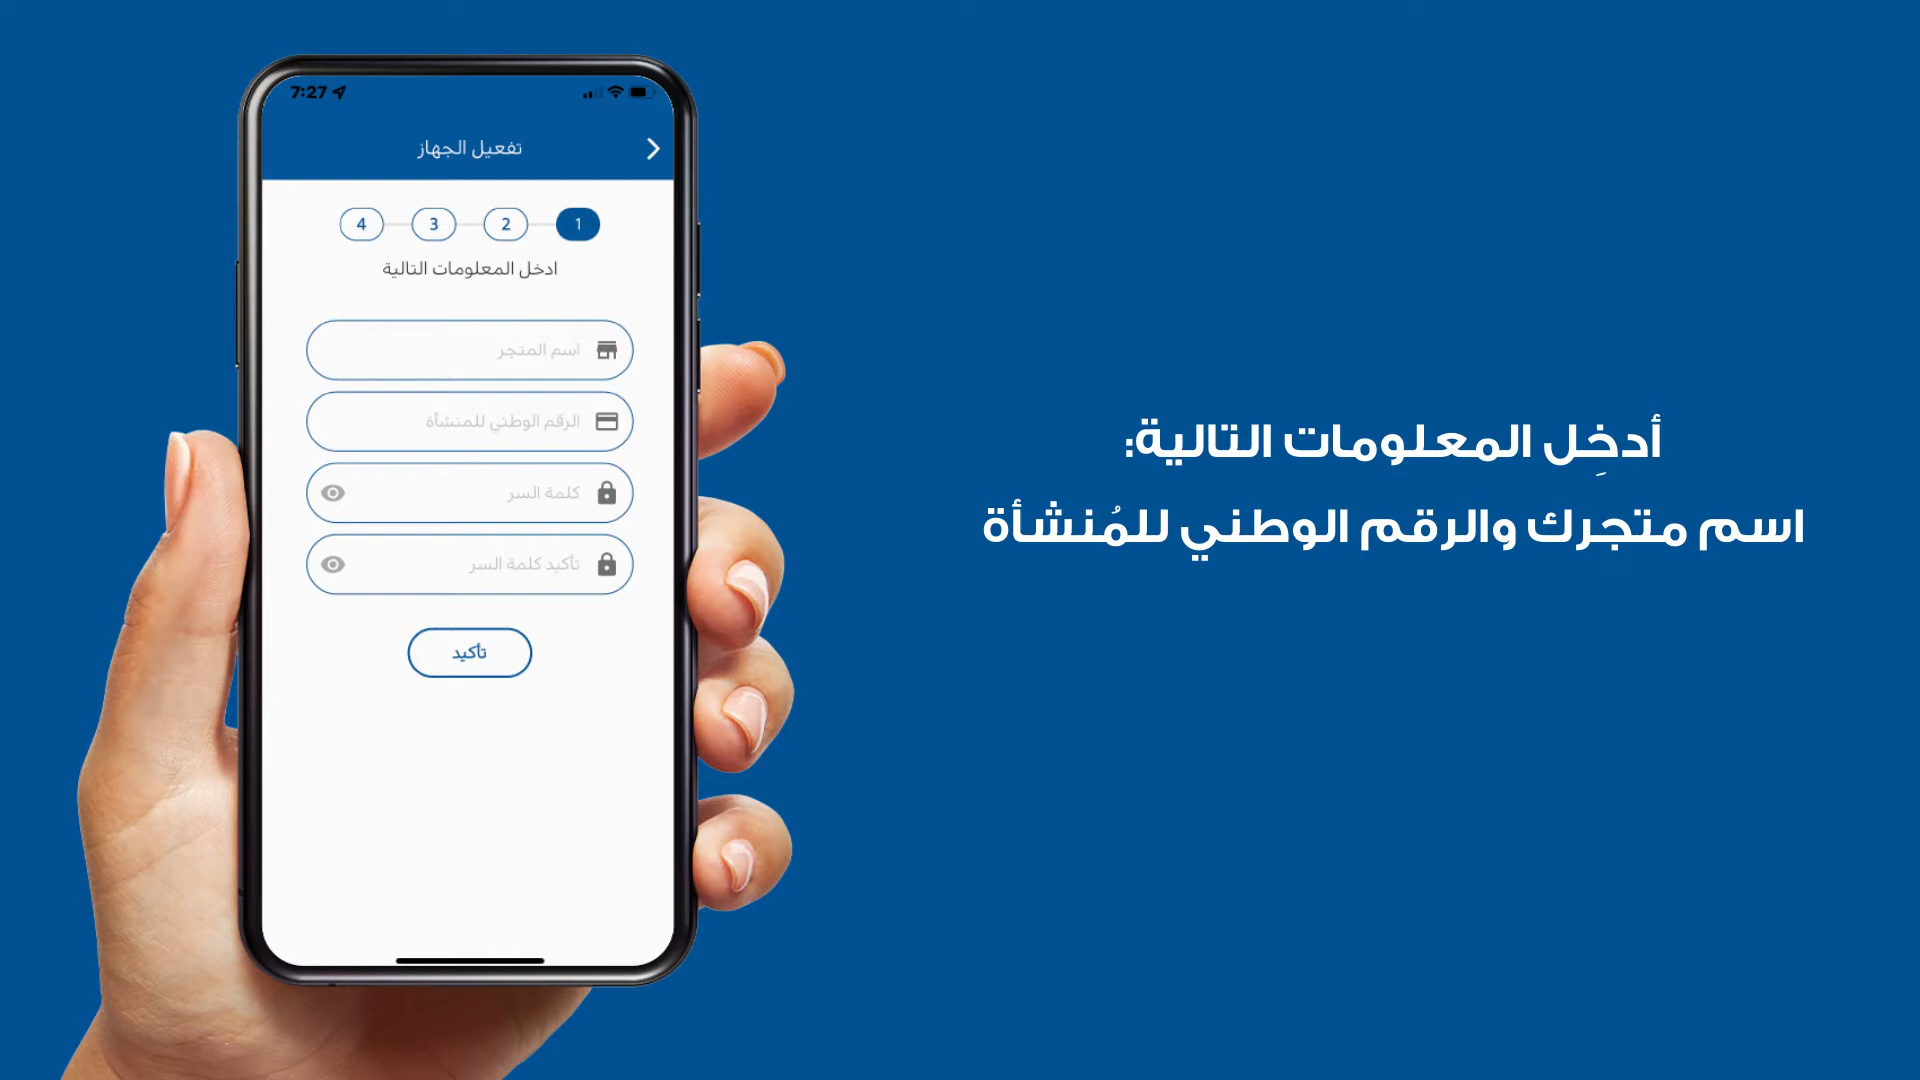 7:27
تفعيل الجهاز
1 2 3 4
ادخل المعلومات التالية
اسم المتجر
الرقم الوطني للمنشأة
كلمة السر
تأكيد كلمة السر
تأكيد
أدخِل المعلومات التالية:
اسم متجرك والرقم الوطني للمُنشأة